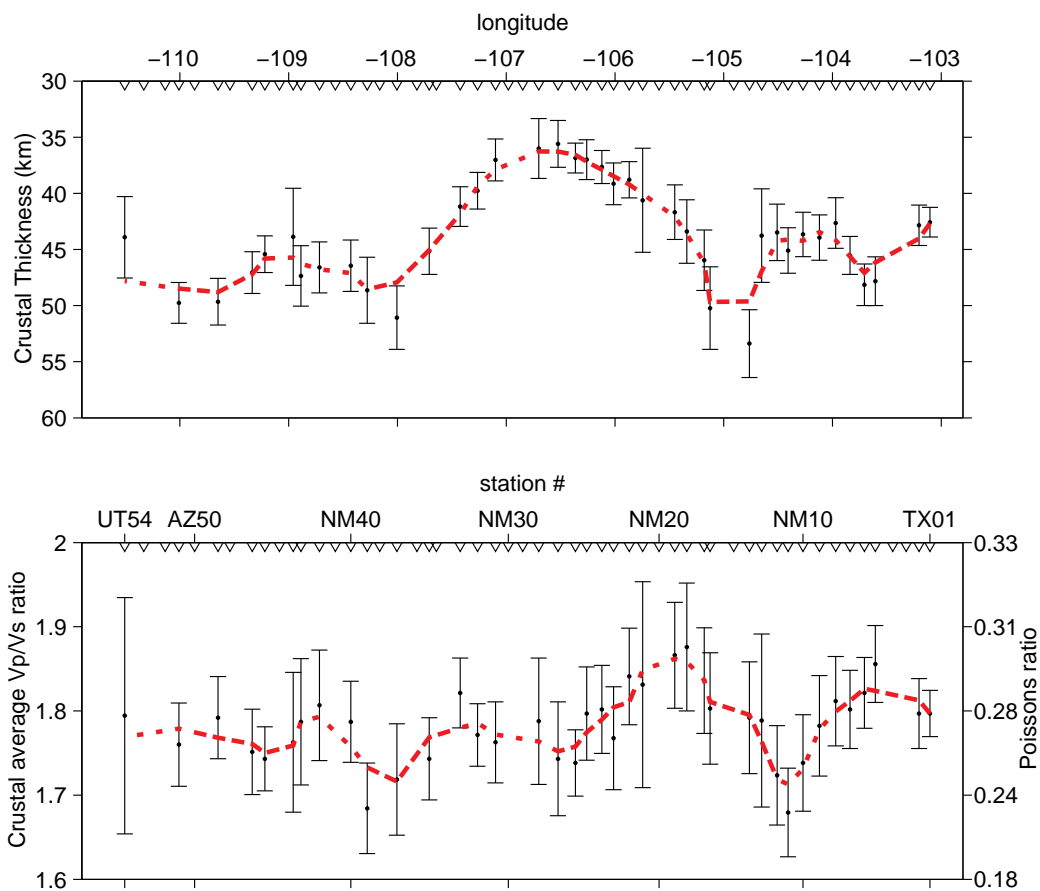 longitude
−110 −109 −108 −107 −106 −105 −104 −103
30
35
40
45
50
55
60
Crustal Thickness (km)
station #
UT54 AZ50 NM40 NM30 NM20 NM10 TX01
2 0.33
1.9 0.31
1.8 0.28
1.7 0.24
1.6 0.18
Crustal average Vp/Vs ratio
Poissons ratio